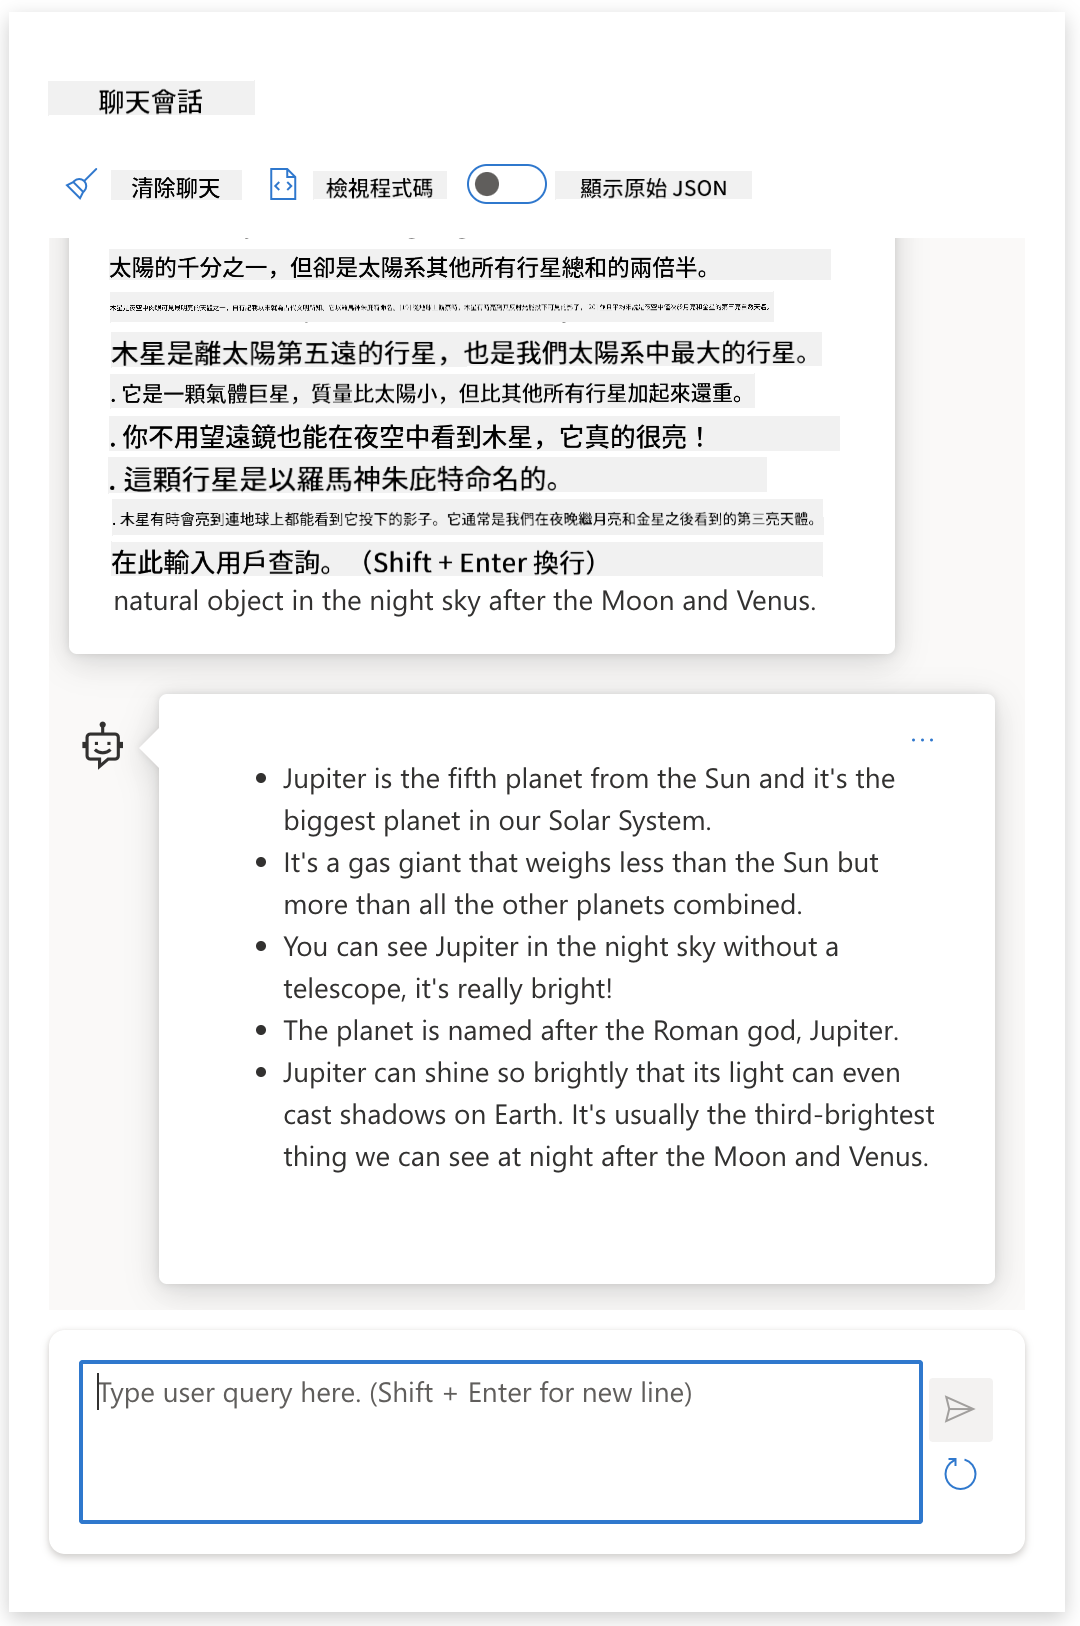 聊天會話
清除聊天
檢視程式碼
顯示原始 JSON
太陽的千分之一，但卻是太陽系其他所有行星總和的兩倍半。
木星是離太陽第五遠的行星，也是我們太陽系中最大的行星。
. 它是一顆氣體巨星，質量比太陽小，但比其他所有行星加起來還重。
. 你不用望遠鏡也能在夜空中看到木星，它真的很亮！
. 這顆行星是以羅馬神朱庇特命名的。
. 木星有時會亮到連地球上都能看到它投下的影子。它通常是我們在夜晚繼月亮和金星之後看到的第三亮天體。
在此輸入用戶查詢。（Shift + Enter 換行）
natural object in the night sky after the Moon and Venus.
• Jupiter is the fifth planet from the Sun and it's the
biggest planet in our Solar System.
• It's a gas giant that weighs less than the Sun but
more than all the other planets combined.
• You can see Jupiter in the night sky without a
telescope, it's really bright!
• The planet is named after the Roman god, Jupiter.
• Jupiter can shine so brightly that its light can even
cast shadows on Earth. It's usually the third-brightest
thing we can see at night after the Moon and Venus.
Type user query here. (Shift + Enter for new line)